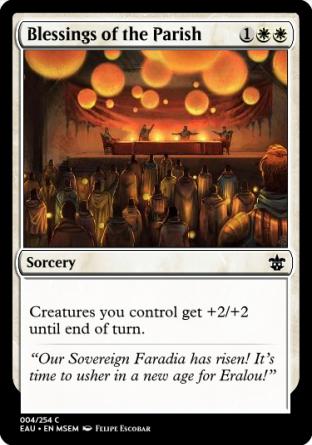 Blessings of the Parish 1
Sorcery
Creatures you control get +2/+2
until end of turn.
“Our Sovereign Faradia has risen! It’s
time to usher in a new age for Eralou!”
004/254 C
EAU • EN MSEM Felipe Escobar